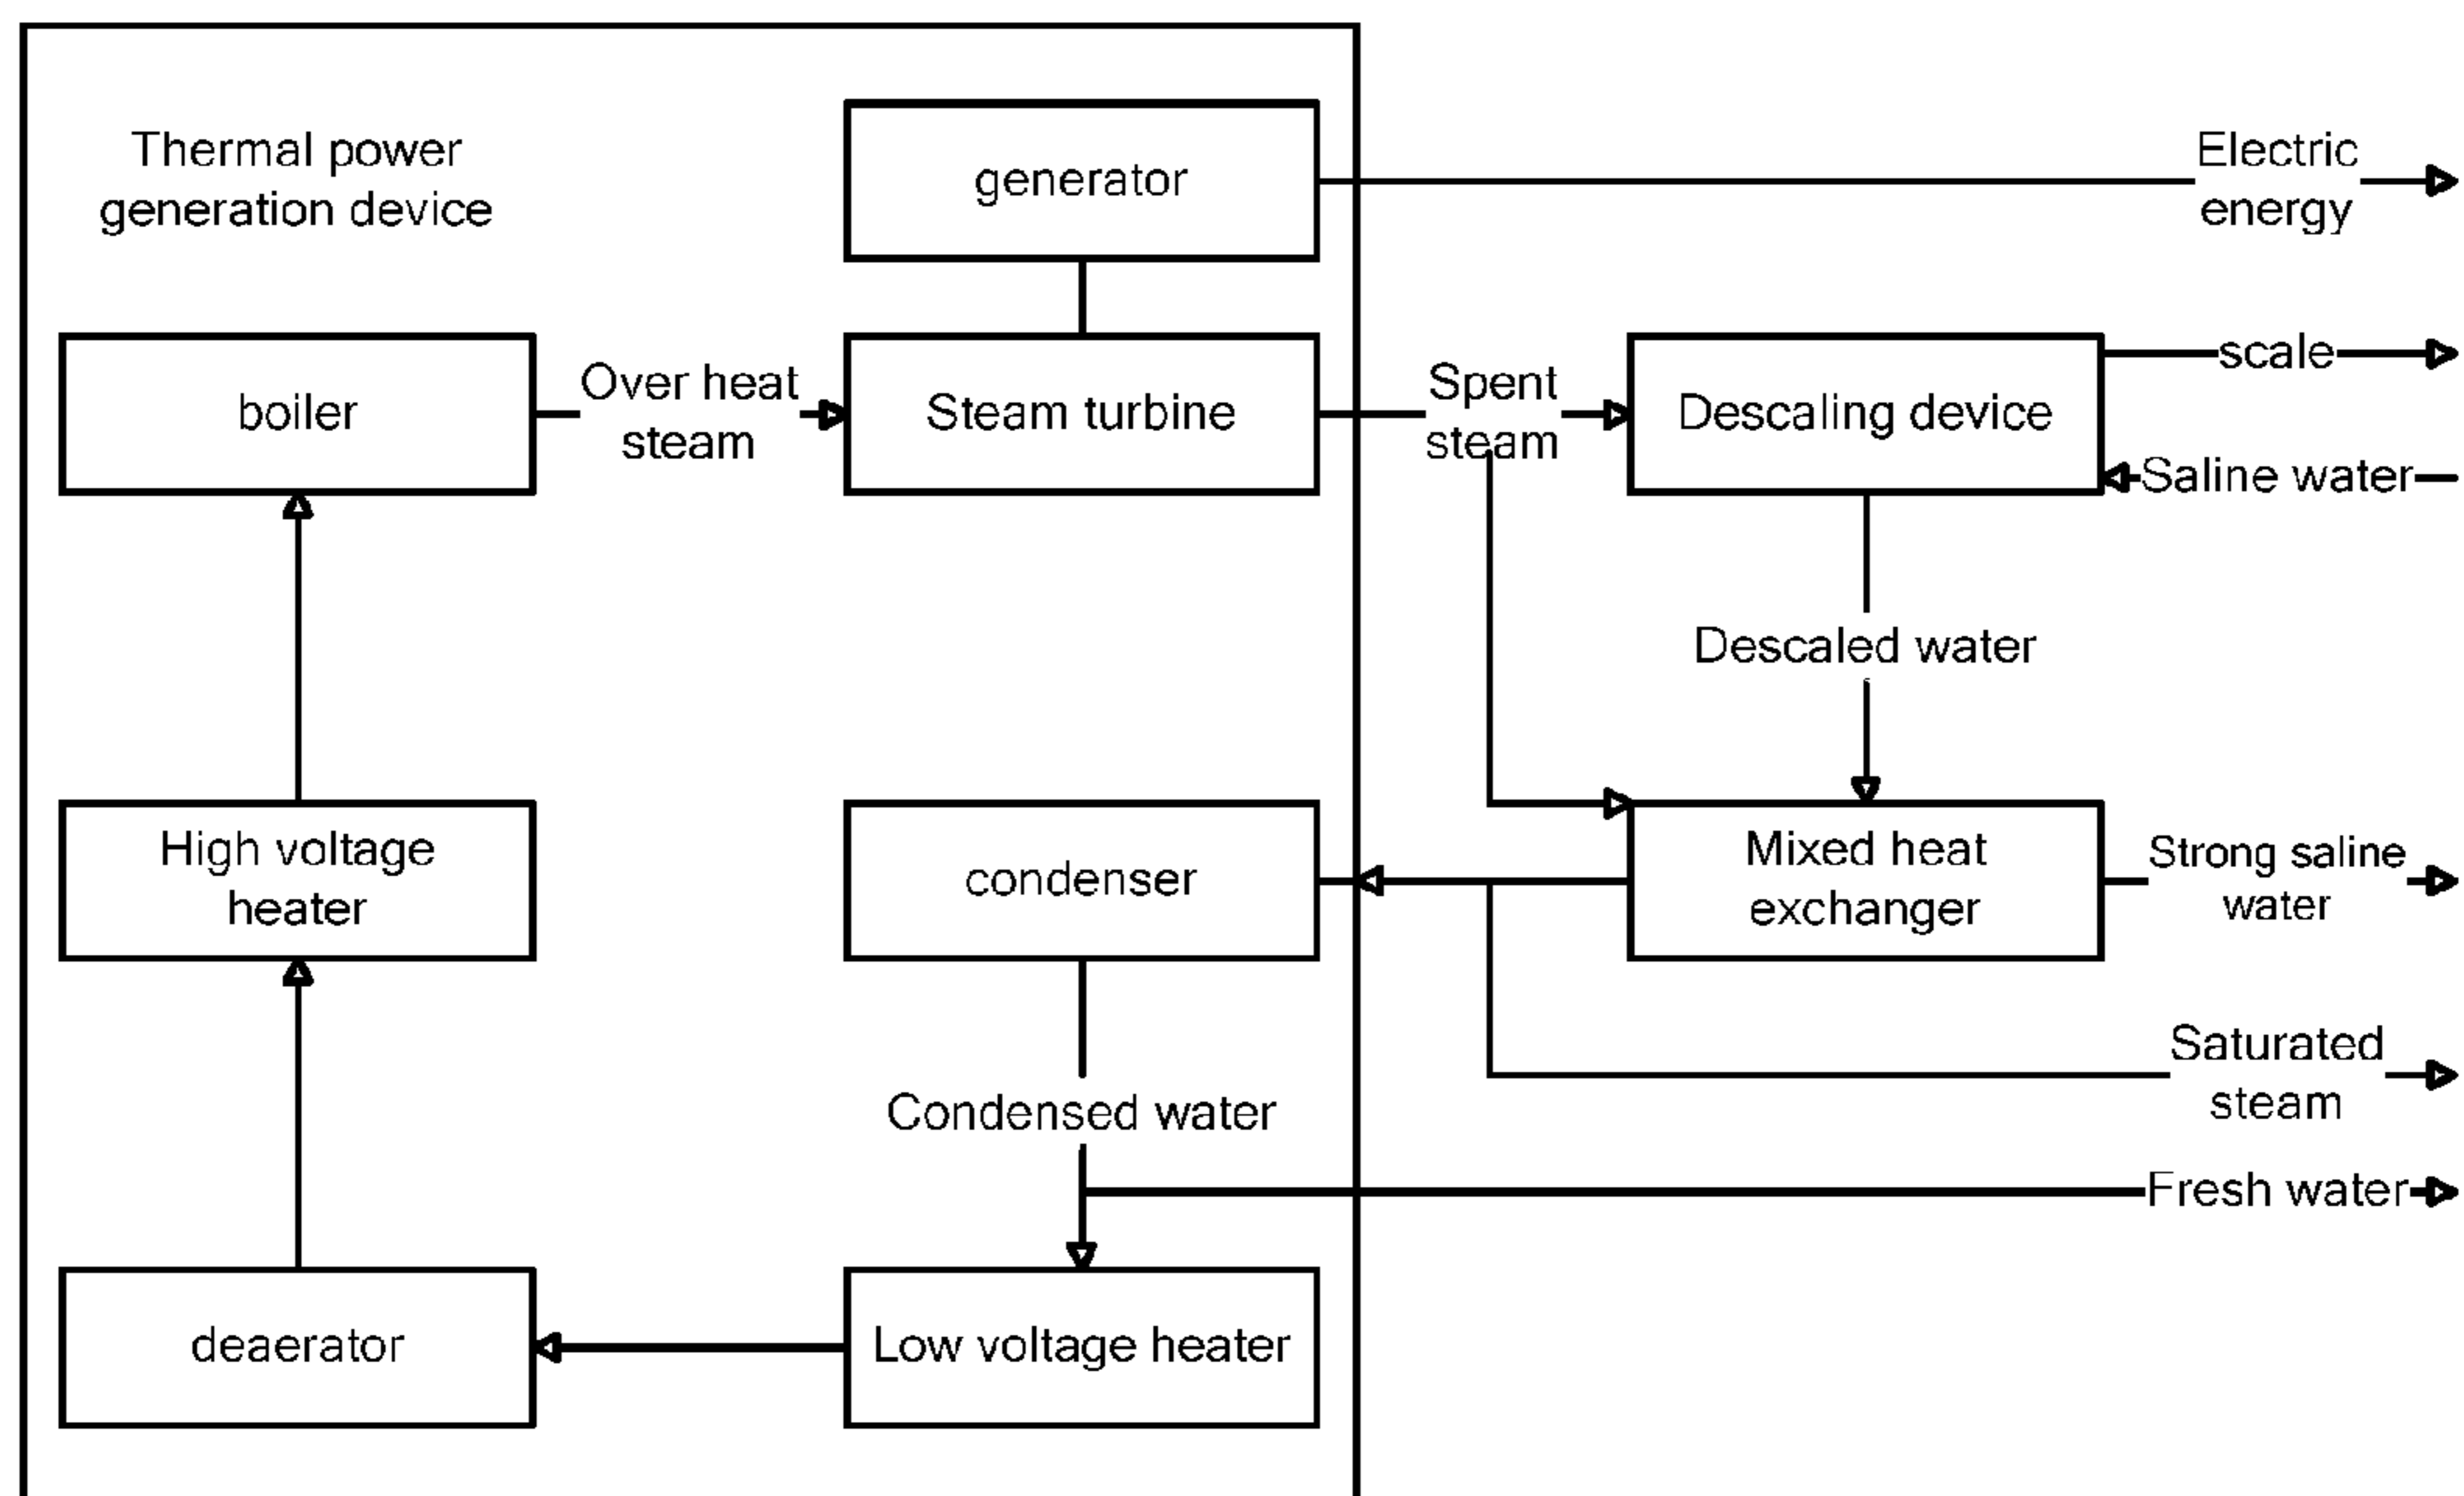 Thermal power
generation device
generator
Electric
energy
boiler
Over heat
steam
Steam turbine
Spent
steam
Descaling device
scale
Saline water
Descaled water
High voltage
heater
condenser
Mixed heat
exchanger
Strong saline
water
Saturated
steam
Condensed water
Fresh water
deaerator
Low voltage heater